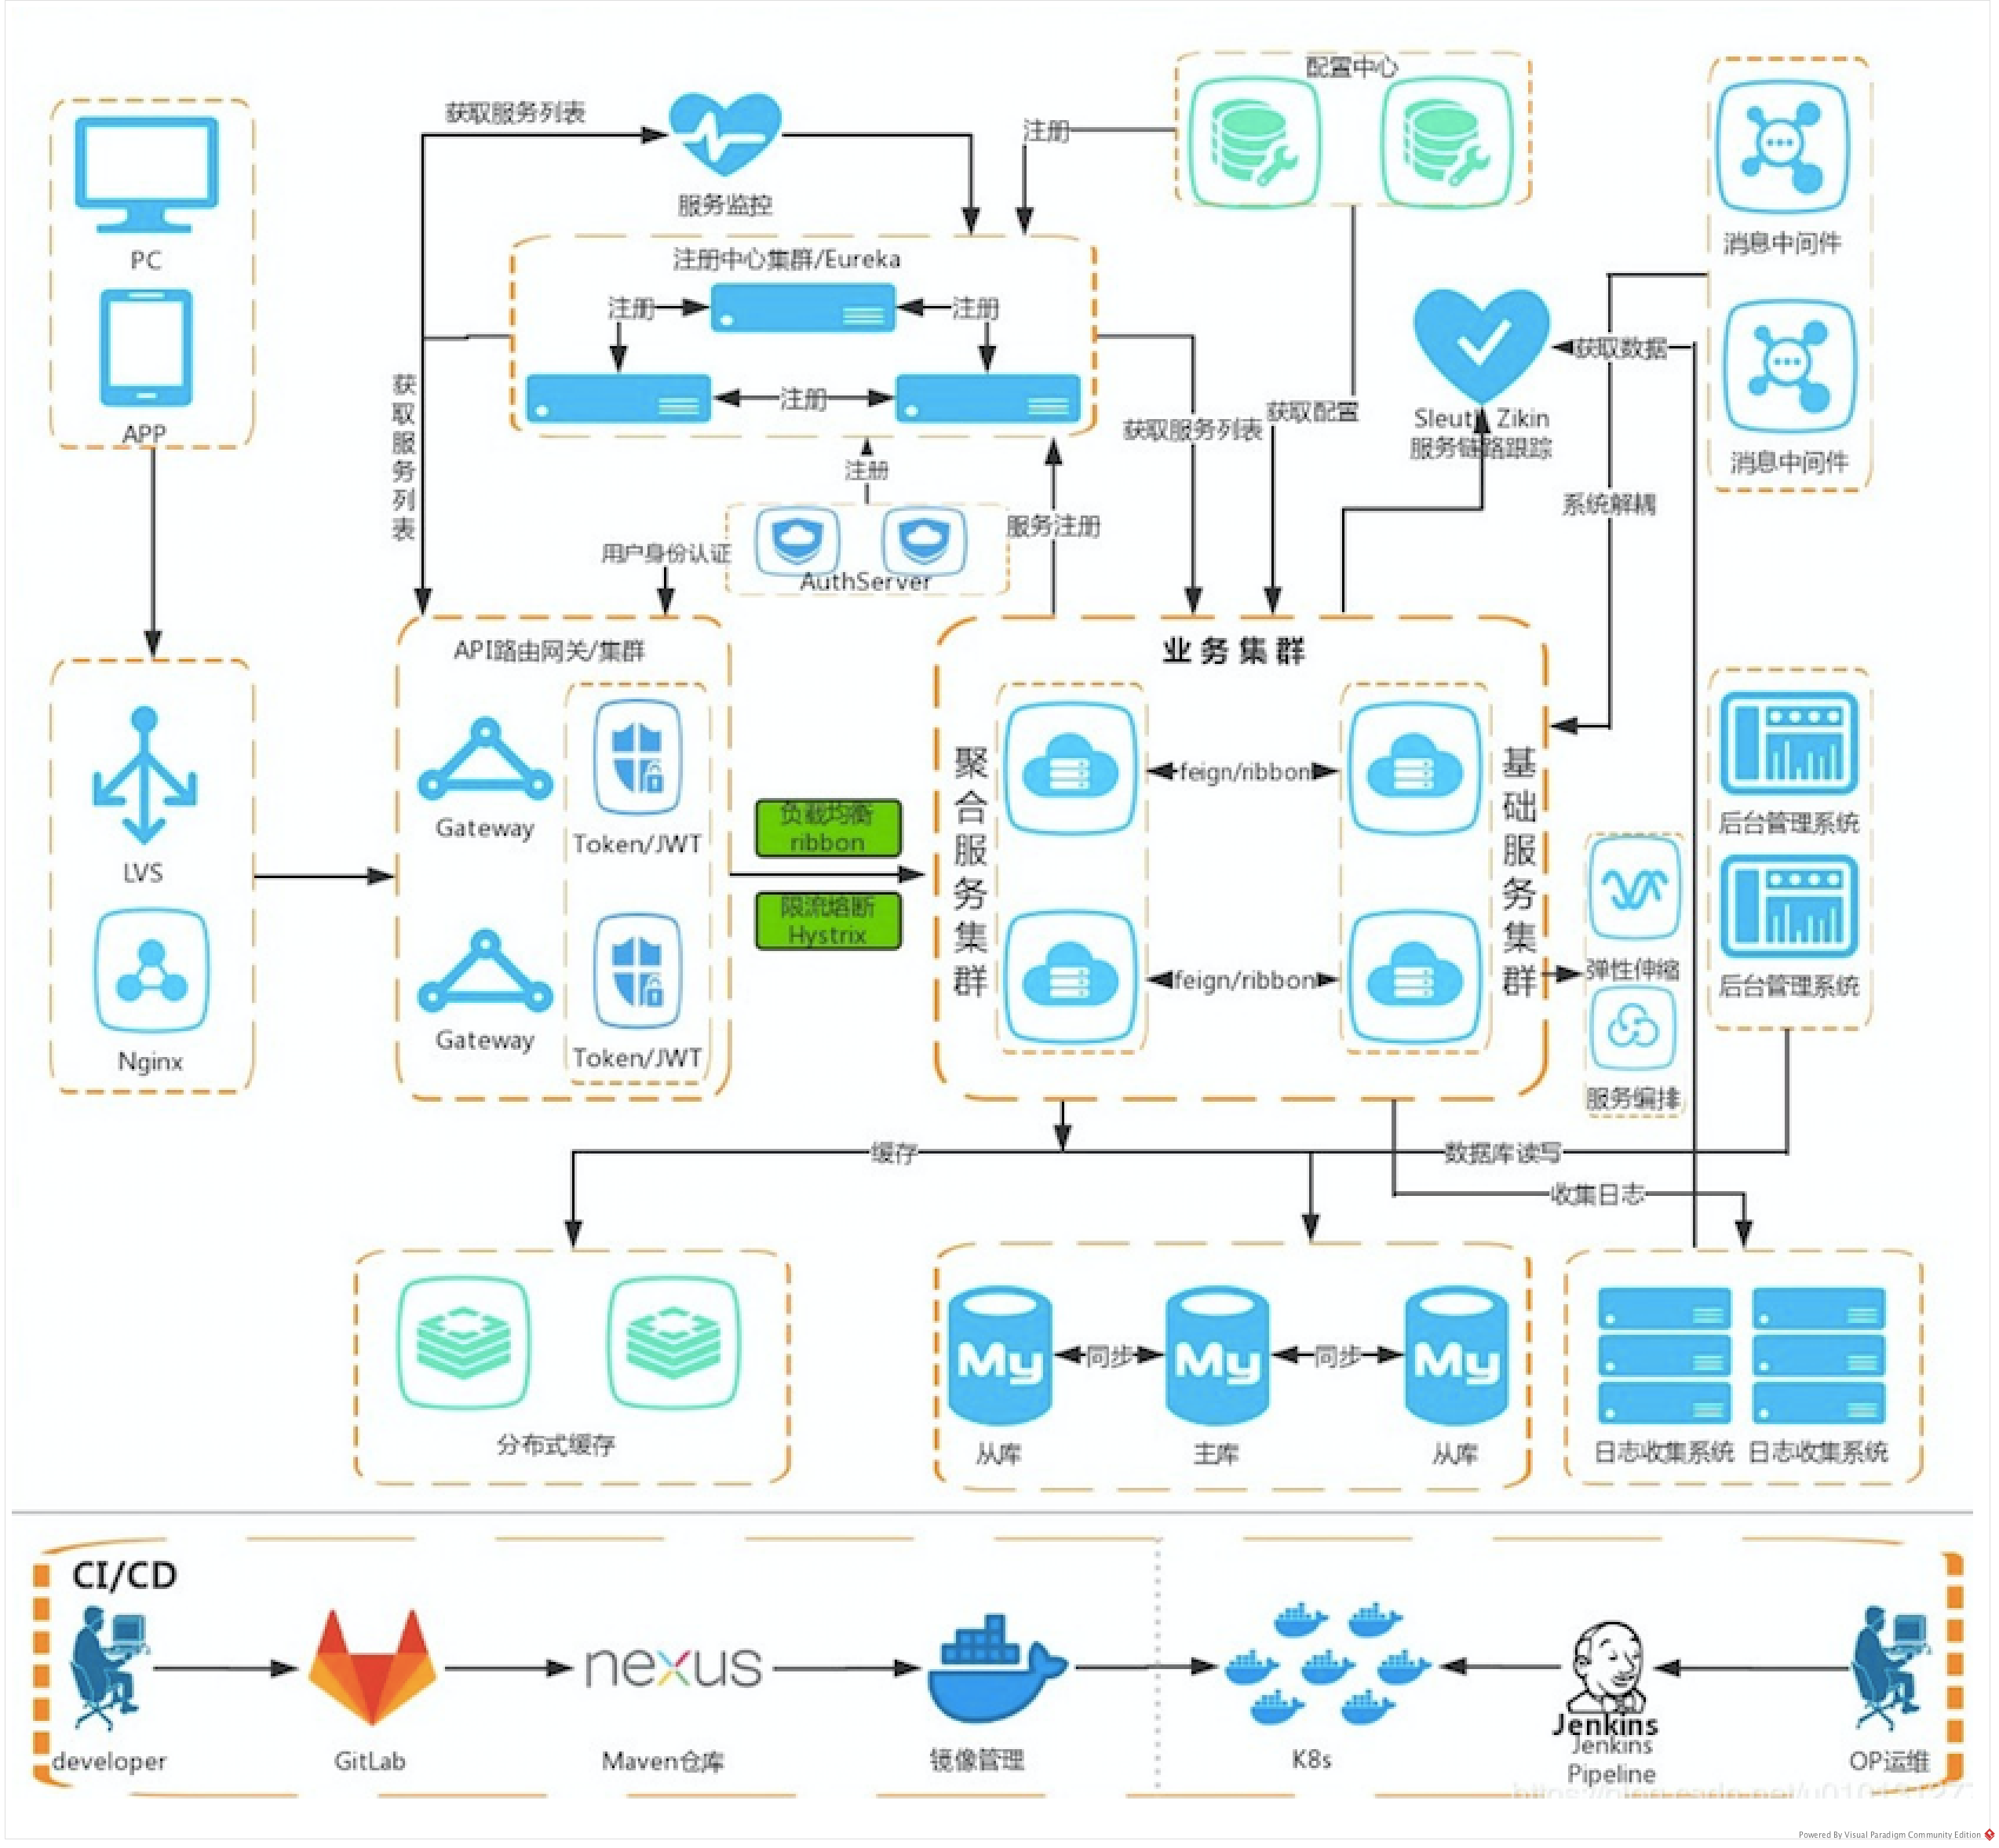 配置中心
获取服务列表
注册
服务监控
PC
消息中间件
注册中心集群/Eureka
注册
注册
获取数据
注册
获取服务列表
获取服务列表
获取配置
Sleuth Zikin
服务链路跟踪
APP
消息中间件
注册
系统解耦
服务注册
用户身份认证
AuthServer
API路由网关/集群
业务集群
聚合服务集群
基础服务集群
feign/ribbon
负载均衡
ribbon
Gateway
Token/JWT
后台管理系统
LVS
限流熔断
Hystrix
feign/ribbon
弹性伸缩
后台管理系统
Gateway
Token/JWT
Nginx
服务编排
缓存
数据库读写
收集日志
My
同步
My
同步
My
分布式缓存
从库
主库
从库
日志收集系统
日志收集系统
CI/CD
nexus
Jenkins
developer
GitLab
Maven仓库
镜像管理
K8s
Jenkins
Pipeline
OP运维
Powered By Visual Paradigm Community Edition